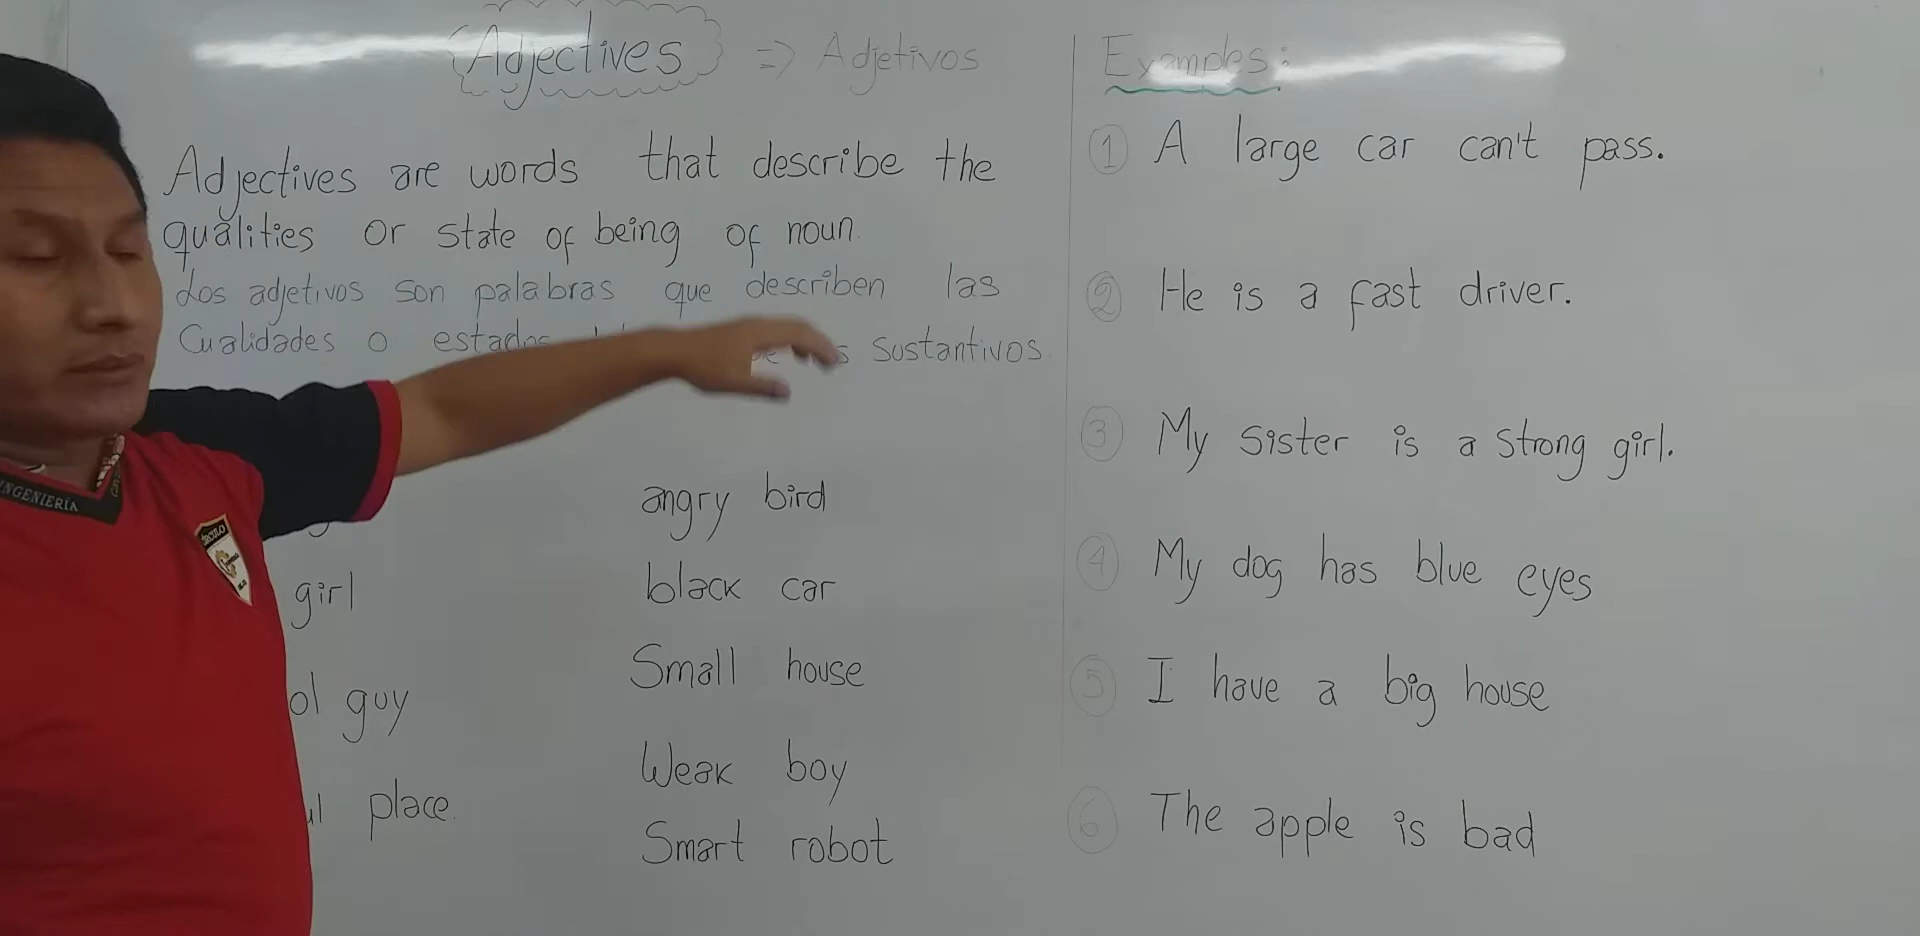 Adjectives => Adjetivos
Adjectives are words that describe the
qualities or state of being of noun.
Los adjetivos son palabras que describen las
Cualidades o estados sustantivos.
girl
guy
place.
angry bird
black car
Small house
Weak boy
Smart robot
Examples:
1 A large car can't pass.
2 He is a fast driver.
3 My sister is a strong girl.
4 My dog has blue eyes
5 I have a big house
6 The apple is bad
INGENIERÍA